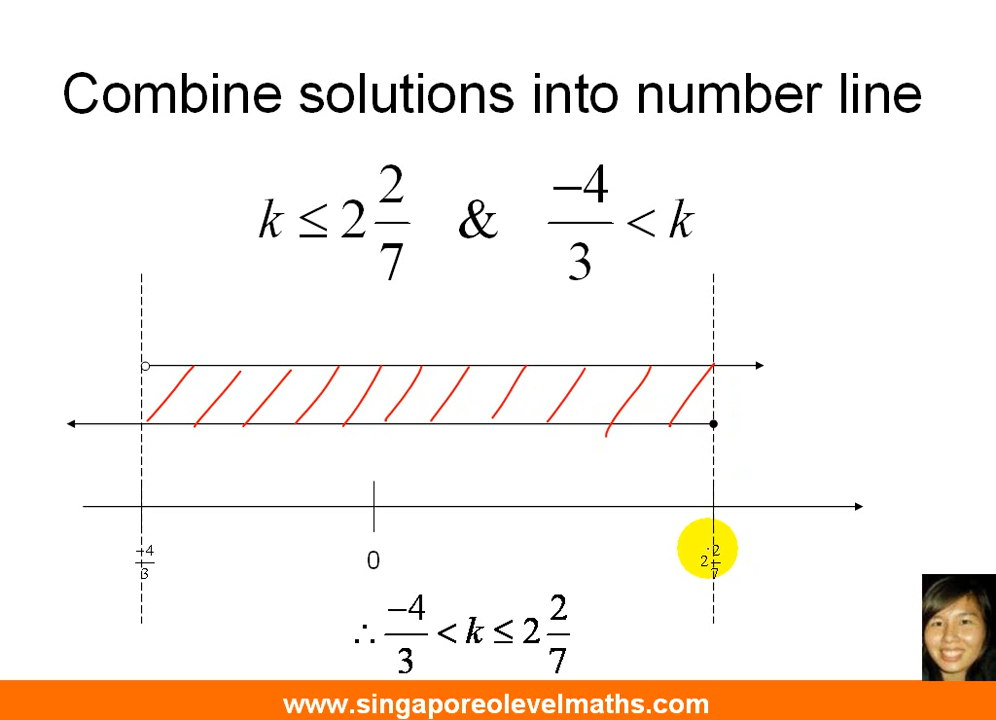 Combine solutions into number line
k ≤ 2 2/7 & -4/3 < k
-4/3 0 2 2/7
∴ -4/3 < k ≤ 2 2/7
www.singaporeolevelmaths.com